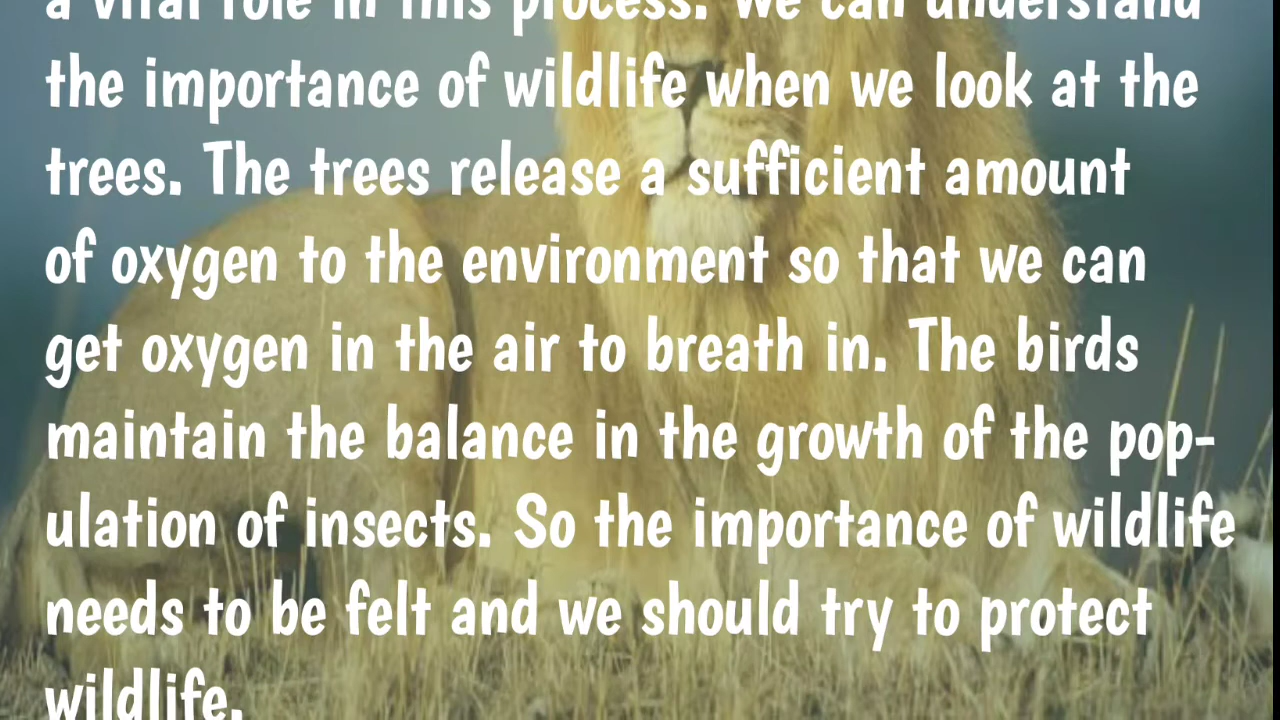 a vital role in this process. We can understand
the importance of wildlife when we look at the
trees. The trees release a sufficient amount
of oxygen to the environment so that we can
get oxygen in the air to breath in. The birds
maintain the balance in the growth of the pop-
ulation of insects. So the importance of wildlife
needs to be felt and we should try to protect
wildlife.